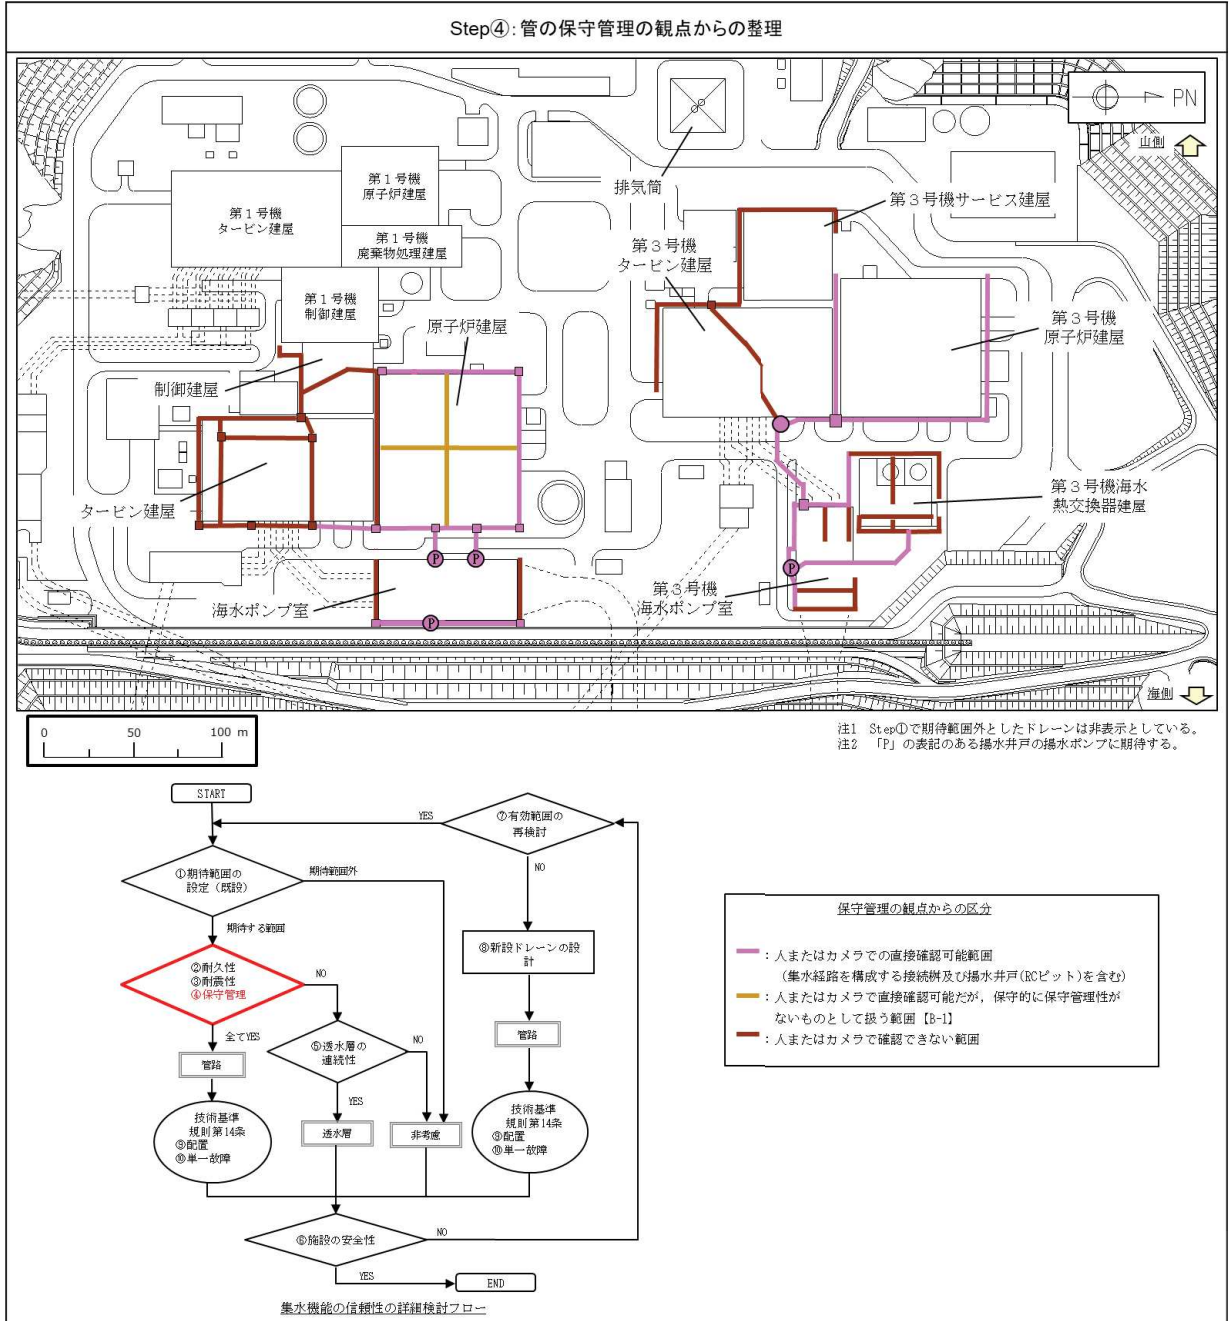 Step④：管の保守管理の観点からの整理
PN
山側
排気筒
第３号機サービス建屋
第１号機
原子炉建屋
第１号機
タービン建屋
第１号機
廃棄物処理建屋
第３号機
タービン建屋
第１号機
制御建屋
原子炉建屋
第３号機
原子炉建屋
制御建屋
タービン建屋
第３号機海水
熱交換器建屋
P
P
P
海水ポンプ室
第３号機
海水ポンプ室
P
海側
注1　Step①で期待範囲外としたドレーンは非表示としている。
注2　「P」の表記のある揚水井戸の揚水ポンプに期待する。
0 50 100 m
START
YES
⑦有効範囲の
再検討
①期待範囲の
設定（既設）
期待範囲外
NO
期待する範囲
⑧新設ドレーンの設
計
②耐久性
③耐震性
④保守管理
NO
全てYES
管路
⑤透水層の
連続性
NO
管路
YES
技術基準
規則第14条
⑨配置
⑩単一故障
透水層
非考慮
技術基準
規則第14条
⑨配置
⑩単一故障
⑥施設の安全性
NO
YES
END
集水機能の信頼性の詳細検討フロー
保守管理の観点からの区分
：人またはカメラでの直接確認可能範囲
（集水経路を構成する接続桝及び揚水井戸(RCピット)を含む）
：人またはカメラで直接確認可能だが，保守的に保守管理性が
ないものとして扱う範囲【B-1】
：人またはカメラで確認できない範囲